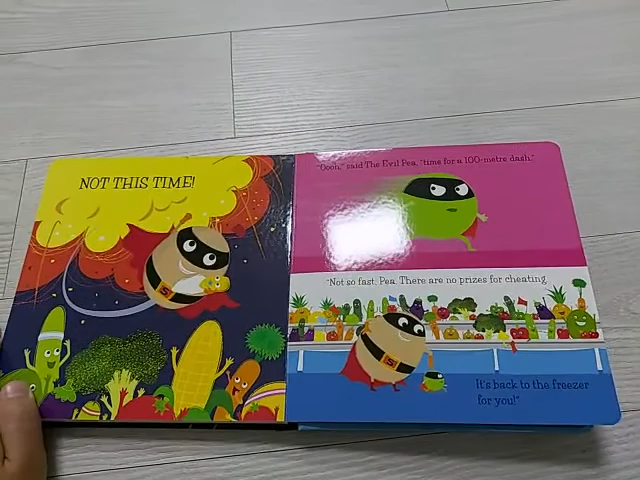 NOT THIS TIME!
"Oooh," said The Evil Pea, "time for a 100-metre dash."
"Not so fast, Pea. There are no prizes for cheating.
It's back to the freezer
for you!"
S
S